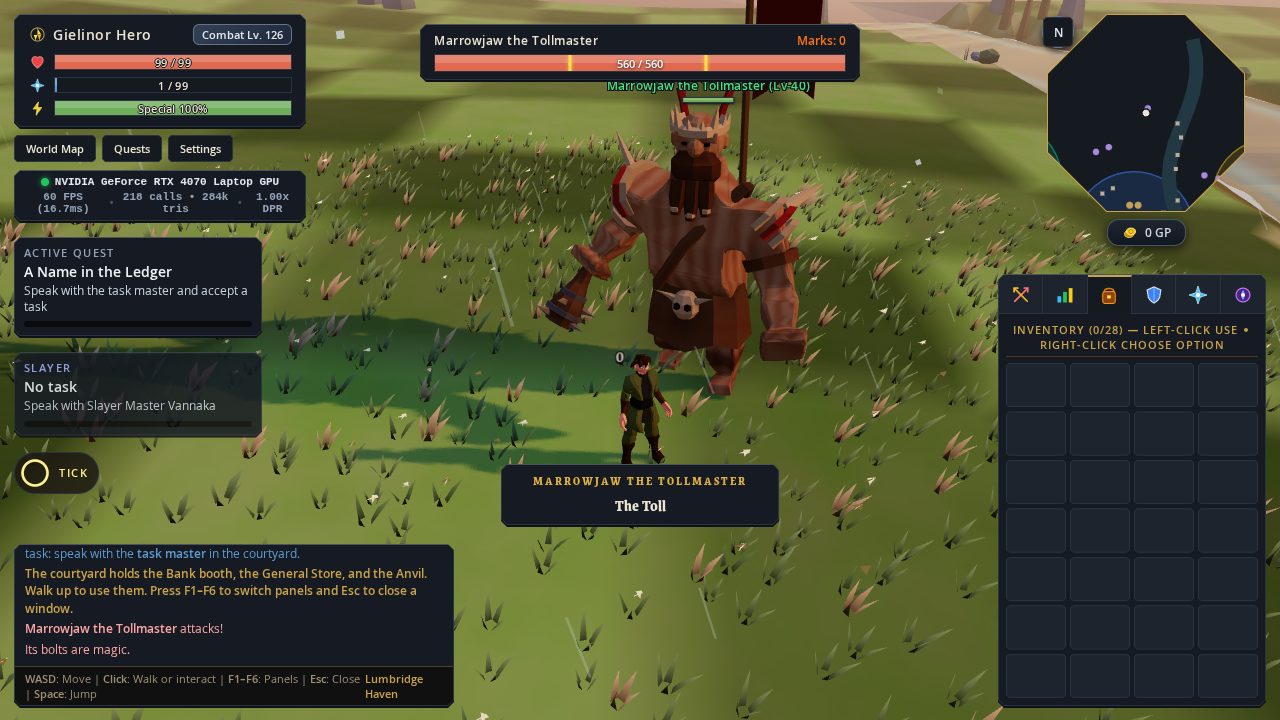 Gielinor Hero
Combat Lv. 126
99 / 99
1 / 99
Special 100%
World Map
Quests
Settings
NVIDIA GeForce RTX 4070 Laptop GPU
60 FPS (16.7ms) • 218 calls • 284k tris • 1.00x DPR
ACTIVE QUEST
A Name in the Ledger
Speak with the task master and accept a
task
SLAYER
No task
Speak with Slayer Master Vannaka
TICK
Marrowjaw the Tollmaster
Marks: 0
560 / 560
Marrowjaw the Tollmaster (Lv 40)
0
MARROWJAW THE TOLLMASTER
The Toll
N
0 GP
INVENTORY (0/28) — LEFT-CLICK USE •
RIGHT-CLICK CHOOSE OPTION
task: speak with the task master in the courtyard.
The courtyard holds the Bank booth, the General Store, and the Anvil.
Walk up to use them. Press F1–F6 to switch panels and Esc to close a
window.
Marrowjaw the Tollmaster attacks!
Its bolts are magic.
WASD: Move | Click: Walk or interact | F1–F6: Panels | Esc: Close
| Space: Jump
Lumbridge
Haven